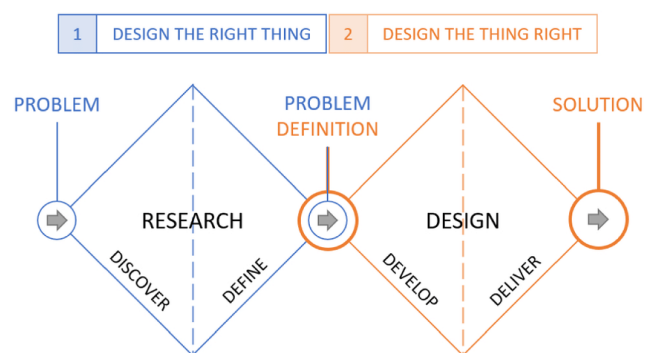 1 DESIGN THE RIGHT THING 2 DESIGN THE THING RIGHT
PROBLEM
PROBLEM
DEFINITION
SOLUTION
RESEARCH
DESIGN
DISCOVER
DEFINE
DEVELOP
DELIVER